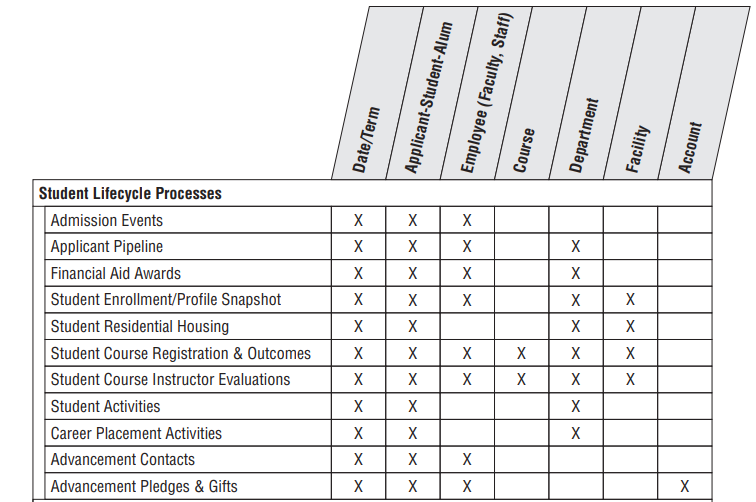 Date/Term
Applicant-Student-Alum
Employee (Faculty, Staff)
Course
Department
Facility
Account
Student Lifecycle Processes
Admission Events X X X
Applicant Pipeline X X X X
Financial Aid Awards X X X X
Student Enrollment/Profile Snapshot X X X X X
Student Residential Housing X X X X
Student Course Registration & Outcomes X X X X X X
Student Course Instructor Evaluations X X X X X X
Student Activities X X X
Career Placement Activities X X X
Advancement Contacts X X X
Advancement Pledges & Gifts X X X X